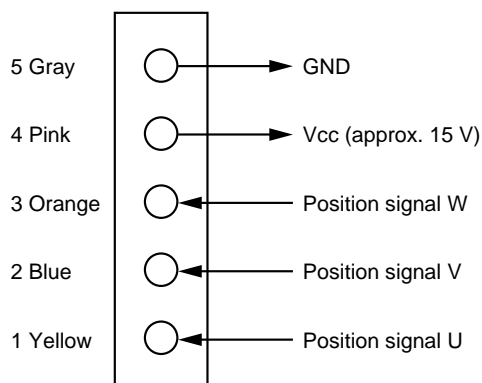 5 Gray GND
4 Pink Vcc (approx. 15 V)
3 Orange Position signal W
2 Blue Position signal V
1 Yellow Position signal U